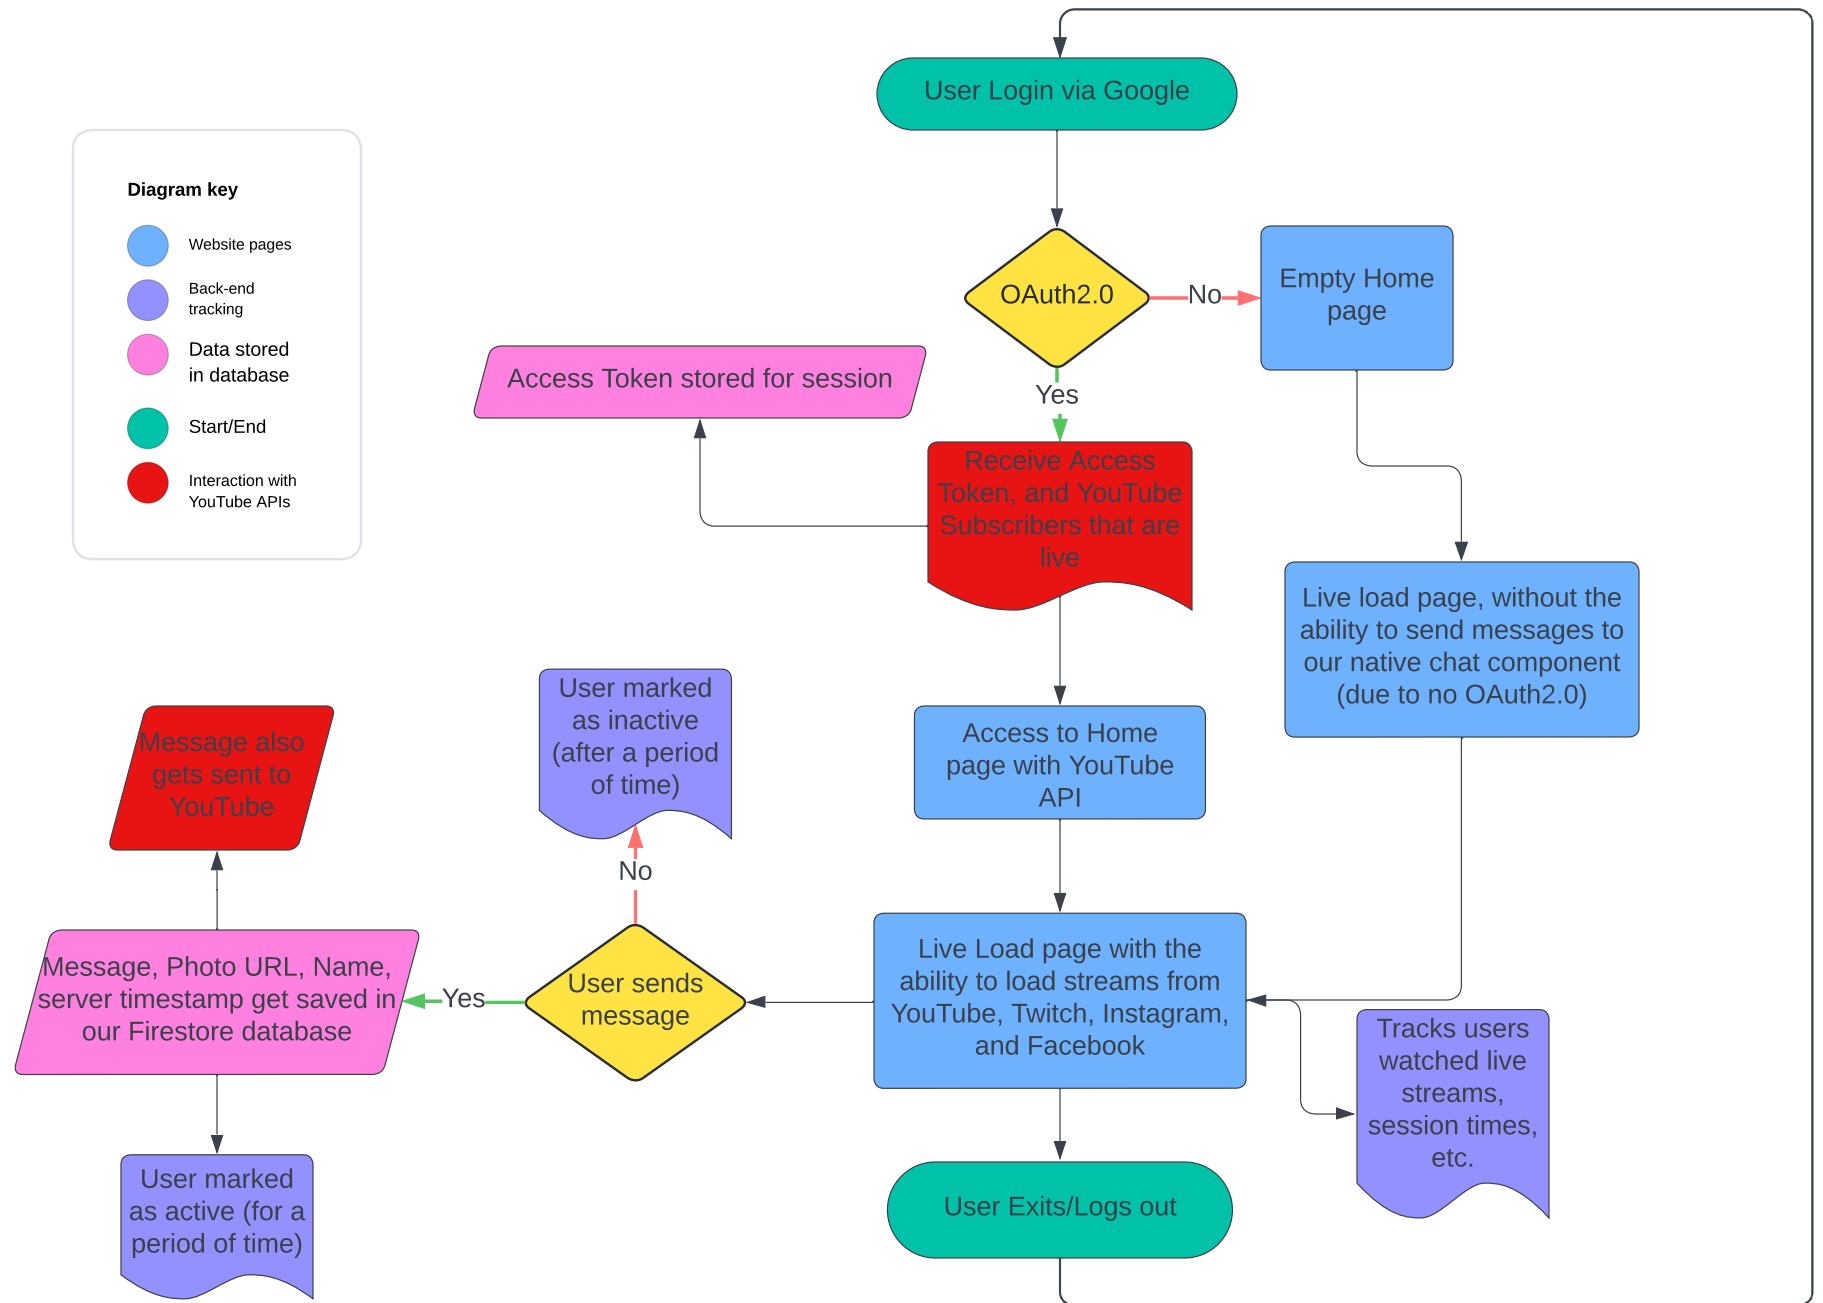 User Login via Google
Diagram key
Website pages
Back-end
tracking
Data stored
in database
Start/End
Interaction with
YouTube APIs
OAuth2.0
No
Empty Home
page
Yes
Access Token stored for session
Receive Access
Token, and YouTube
Subscribers that are
live
Live load page, without the
ability to send messages to
our native chat component
(due to no OAuth2.0)
Access to Home
page with YouTube
API
User marked
as inactive
(after a period
of time)
No
Message also
gets sent to
YouTube
Message, Photo URL, Name,
server timestamp get saved in
our Firestore database
Yes
User sends
message
Live Load page with the
ability to load streams from
YouTube, Twitch, Instagram,
and Facebook
Tracks users
watched live
streams,
session times,
etc.
User marked
as active (for a
period of time)
User Exits/Logs out